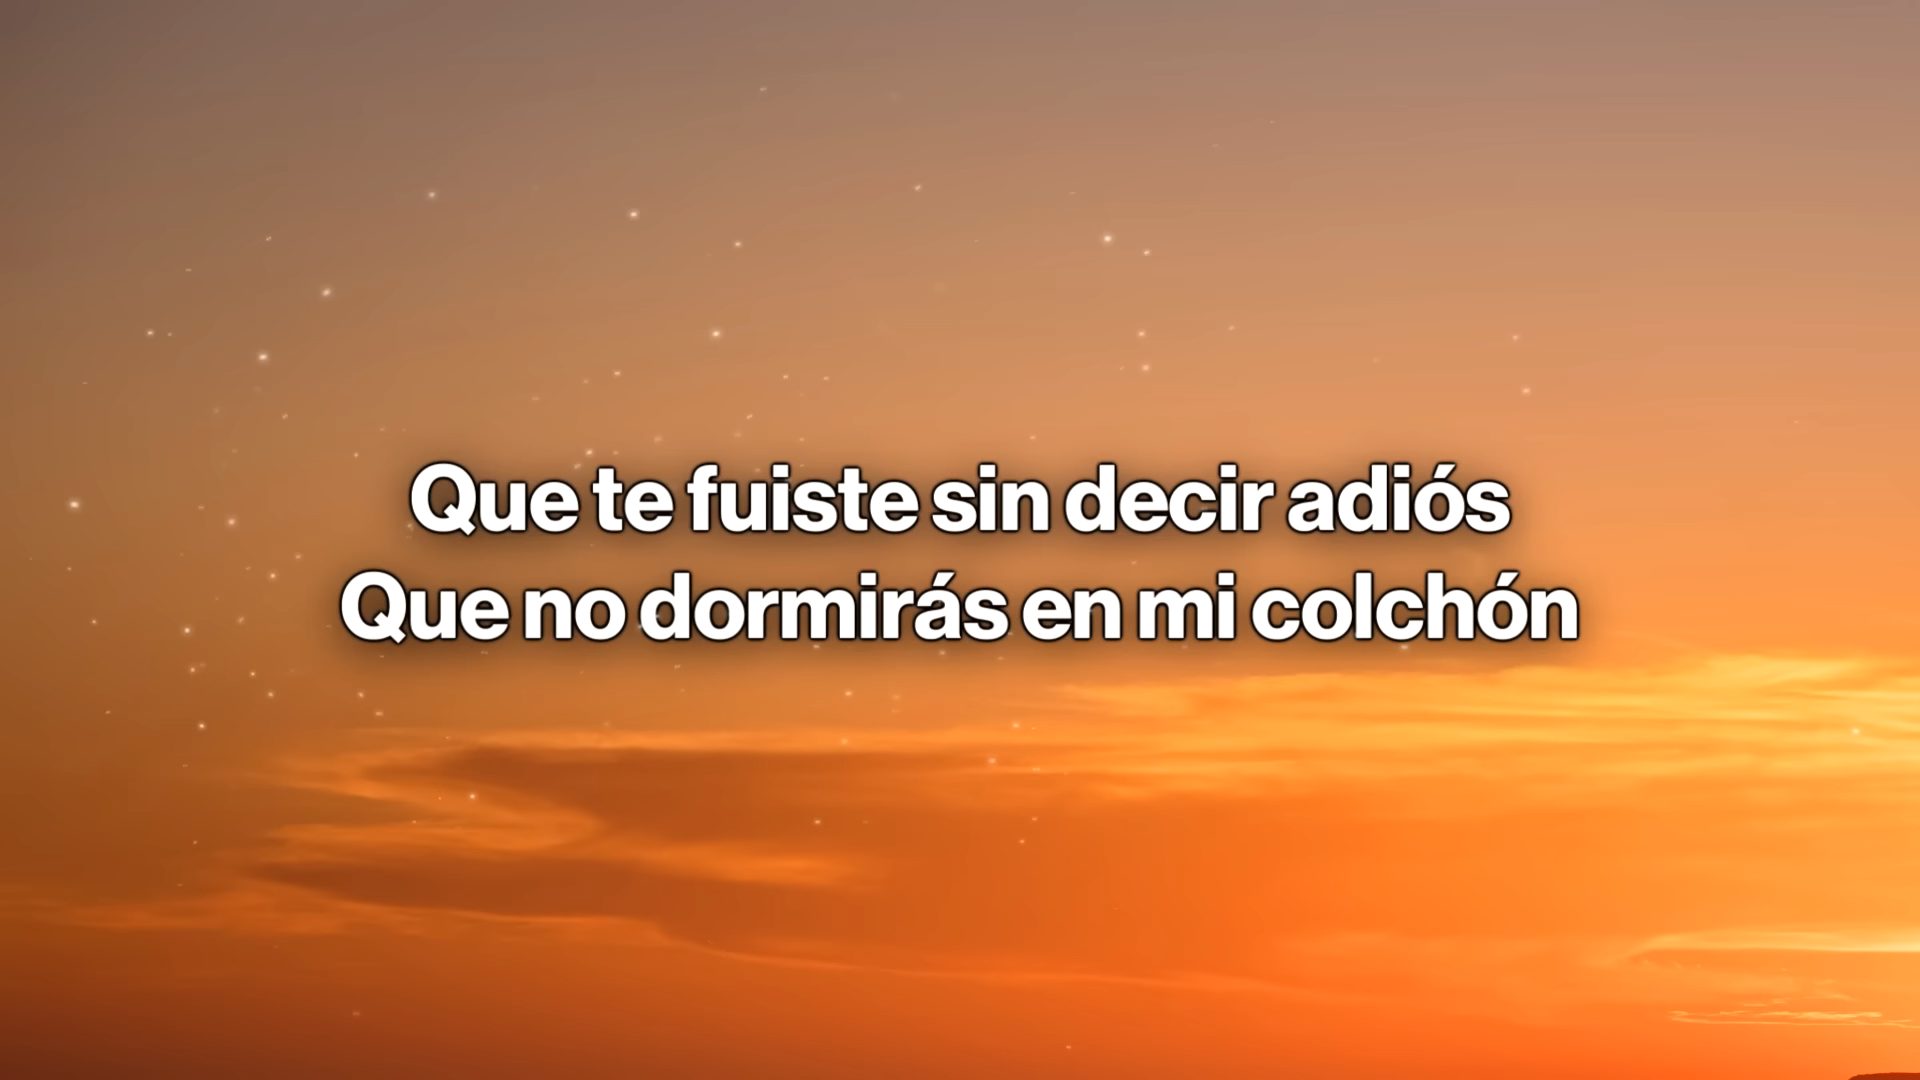 Que te fuiste sin decir adiós
Que no dormirás en mi colchón